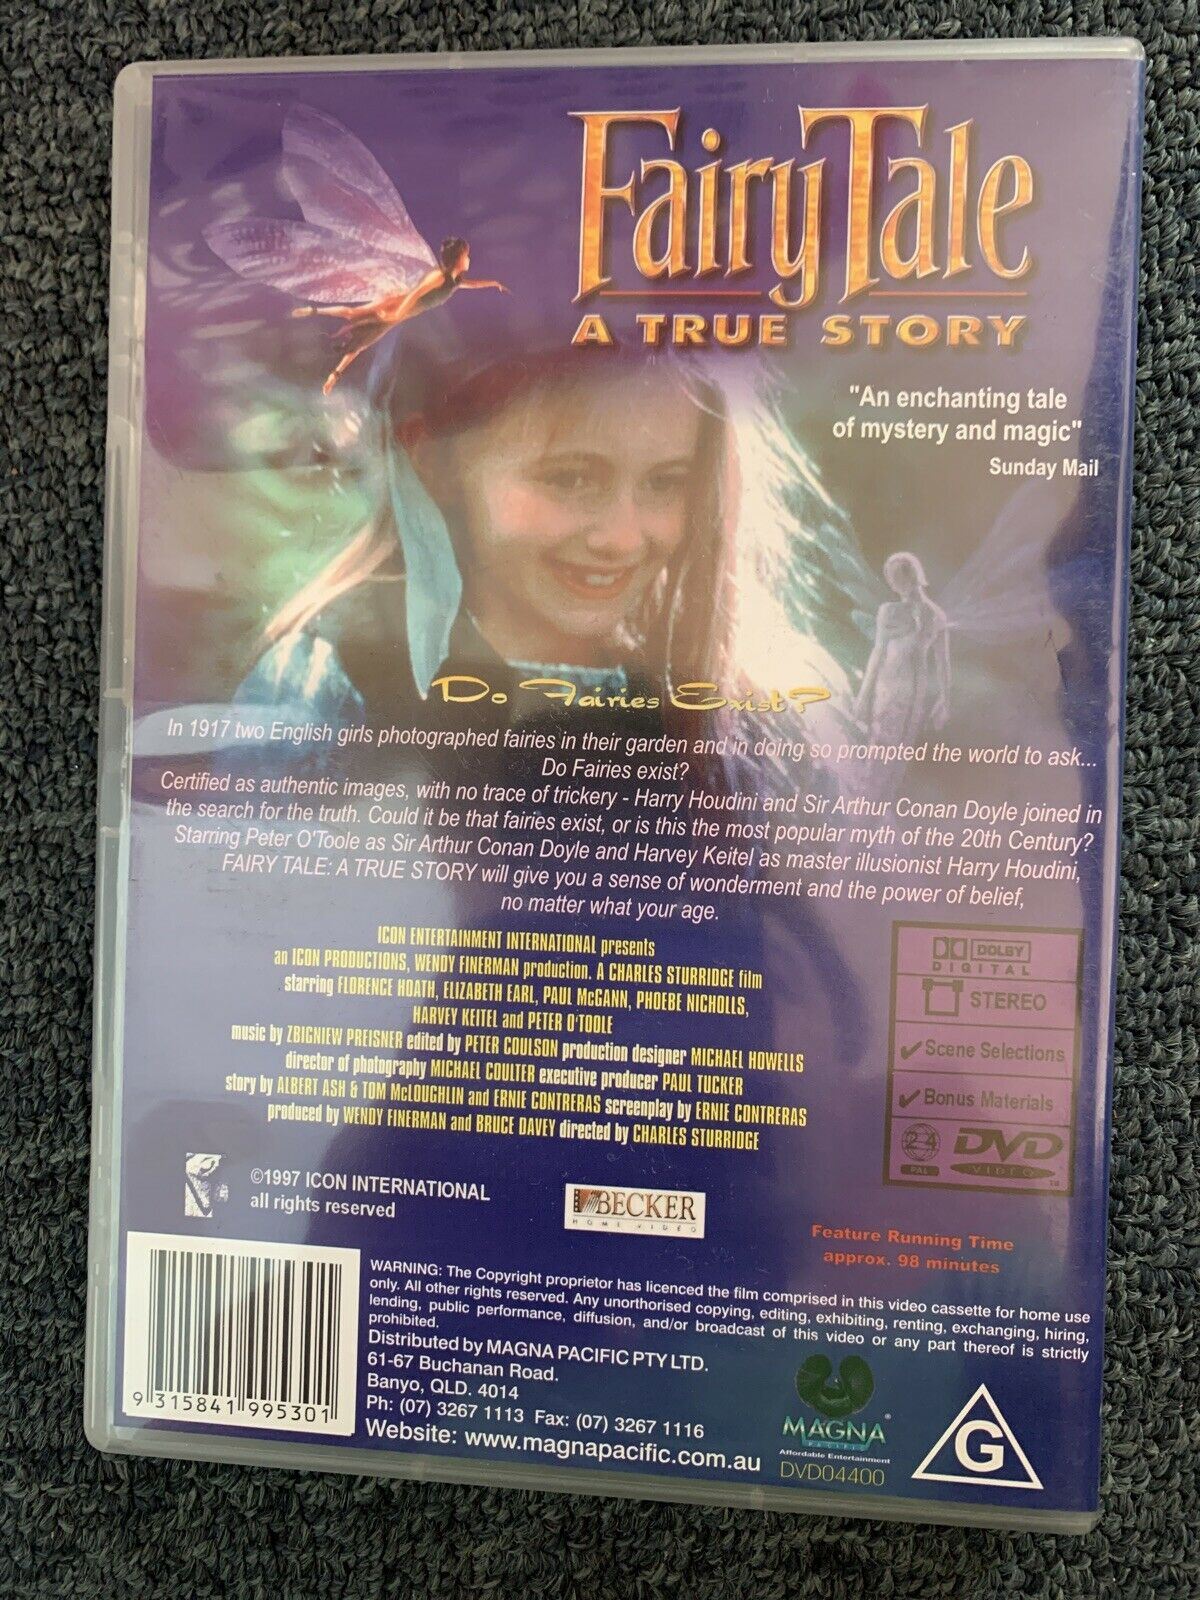 Fairy Tale
A TRUE STORY
"An enchanting tale
of mystery and magic"
Sunday Mail
Do Fairies Exist?
In 1917 two English girls photographed fairies in their garden and in doing so prompted the world to ask...
Do Fairies exist?
Certified as authentic images, with no trace of trickery - Harry Houdini and Sir Arthur Conan Doyle joined in
the search for the truth. Could it be that fairies exist, or is this the most popular myth of the 20th Century?
Starring Peter O'Toole as Sir Arthur Conan Doyle and Harvey Keitel as master illusionist Harry Houdini,
FAIRY TALE: A TRUE STORY will give you a sense of wonderment and the power of belief,
no matter what your age.
ICON ENTERTAINMENT INTERNATIONAL presents
an ICON PRODUCTIONS, WENDY FINERMAN production. A CHARLES STURRIDGE film
starring FLORENCE HOATH, ELIZABETH EARL, PAUL McGANN, PHOEBE NICHOLLS,
HARVEY KEITEL and PETER O'TOOLE
music by ZBIGNIEW PREISNER edited by PETER COULSON production designer MICHAEL HOWELLS
director of photography MICHAEL COULTER executive producer PAUL TUCKER
story by ALBERT ASH & TOM McLOUGHLIN and ERNIE CONTRERAS screenplay by ERNIE CONTRERAS
produced by WENDY FINERMAN and BRUCE DAVEY directed by CHARLES STURRIDGE
DOLBY
DIGITAL
STEREO
Scene Selections
Bonus Materials
2-4
PAL
DVD
VIDEO
TM
©1997 ICON INTERNATIONAL
all rights reserved
BECKER
HOME VIDEO
Feature Running Time
approx. 98 minutes
WARNING: The Copyright proprietor has licenced the film comprised in this video cassette for home use
only. All other rights reserved. Any unorthorised copying, editing, exhibiting, renting, exchanging, hiring,
lending, public performance, diffusion, and/or broadcast of this video or any part thereof is strictly
prohibited.
Distributed by MAGNA PACIFIC PTY LTD.
61-67 Buchanan Road.
Banyo, QLD. 4014
Ph: (07) 3267 1113 Fax: (07) 3267 1116
Website: www.magnapacific.com.au
9 315841 995301
MAGNA®
PACIFIC
Affordable Entertainment
DVD04400
G